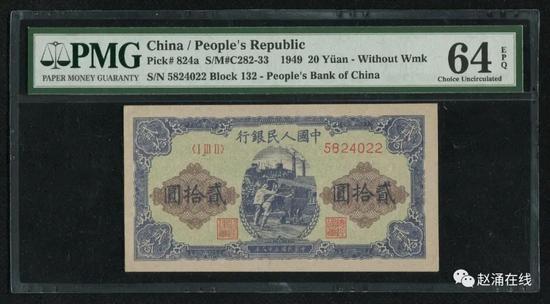 PMG
PAPER MONEY GUARANTY
China / People's Republic
Pick# 824a S/M#C282-33 1949 20 Yüan - Without Wmk
S/N 5824022 Block 132 - People's Bank of China
64 EPQ
Choice Uncirculated
中國人民銀行
〈I III II〉 5824022
貳拾圓
貳拾圓
赵涌在线